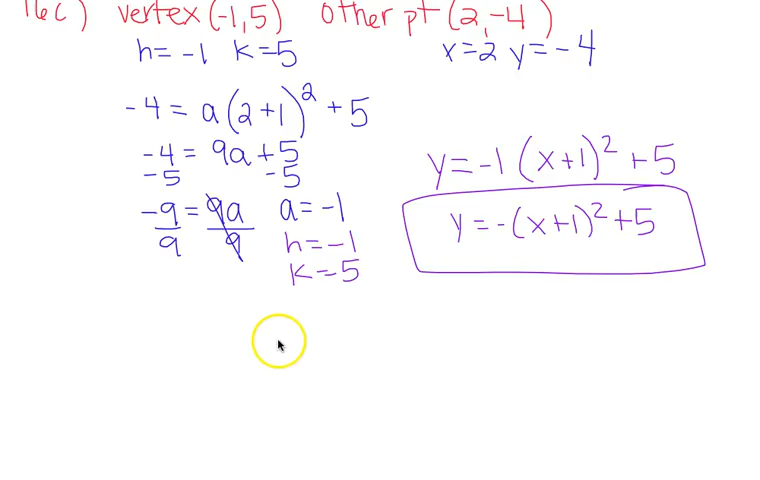 16c) vertex (-1,5) other pt (2,-4)
h=-1 k=5 x=2 y=-4
-4 = a(2+1)² +5
-4 = 9a+5
-5 -5
y=-1 (x+1)² +5
-9 = 9a a=-1
9 9
y=-(x+1)² +5
h=-1
k=5